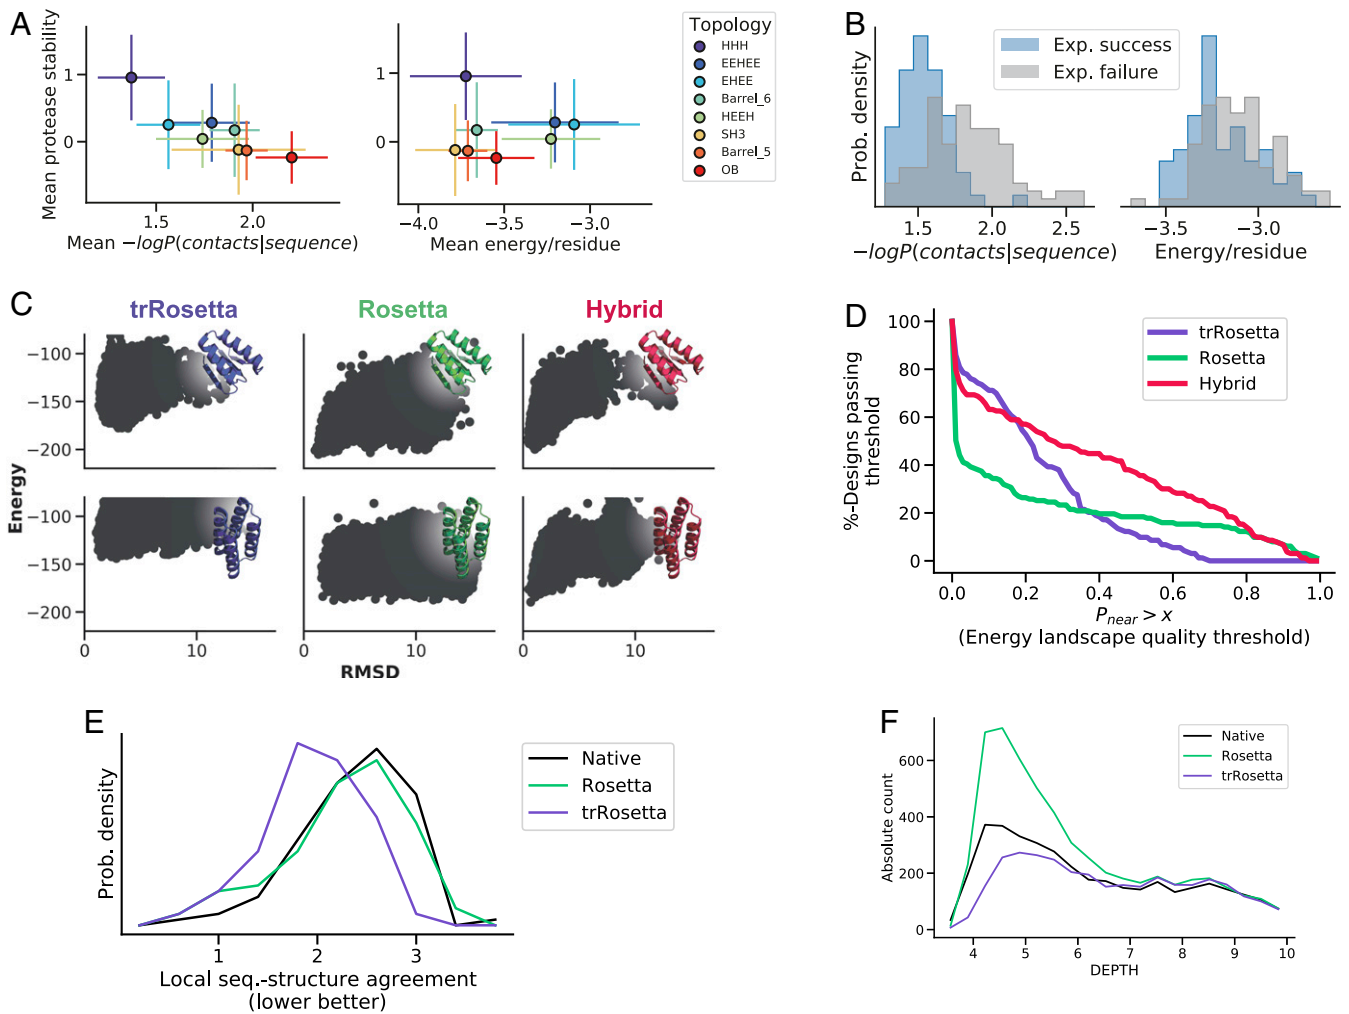 A
Mean protease stability
1
0
1.5
2.0
Mean −logP(contacts|sequence)
1
0
−4.0
−3.5
−3.0
Mean energy/residue
Topology
HHH
EEHEE
EHEE
Barrel_6
HEEH
SH3
Barrel_5
OB
B
Prob. density
Exp. success
Exp. failure
1.0
1.5
2.0
2.5
−logP(contacts|sequence)
−3.5
−3.0
Energy/residue
C
trRosetta
Rosetta
Hybrid
Energy
−100
−150
−200
−100
−150
−200
0
10
0
10
0
10
RMSD
D
%-Designs passing
threshold
100
80
60
40
20
0
0.0
0.2
0.4
0.6
0.8
1.0
trRosetta
Rosetta
Hybrid
Pnear > x
(Energy landscape quality threshold)
E
Prob. density
Native
Rosetta
trRosetta
1
2
3
Local seq.-structure agreement
(lower better)
F
Absolute count
600
400
200
0
4
5
6
7
8
9
10
DEPTH
Native
Rosetta
trRosetta